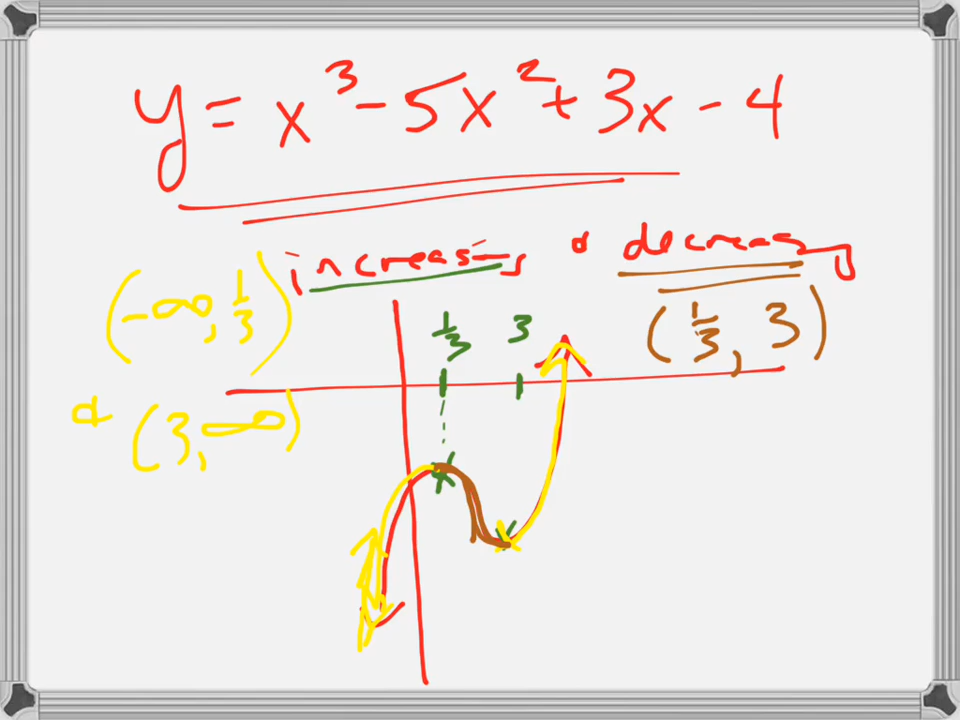 y = x³ - 5x² + 3x - 4
increasing & decreasing
(-∞, 1/3)
& (3, ∞)
1/3 3
(1/3, 3)